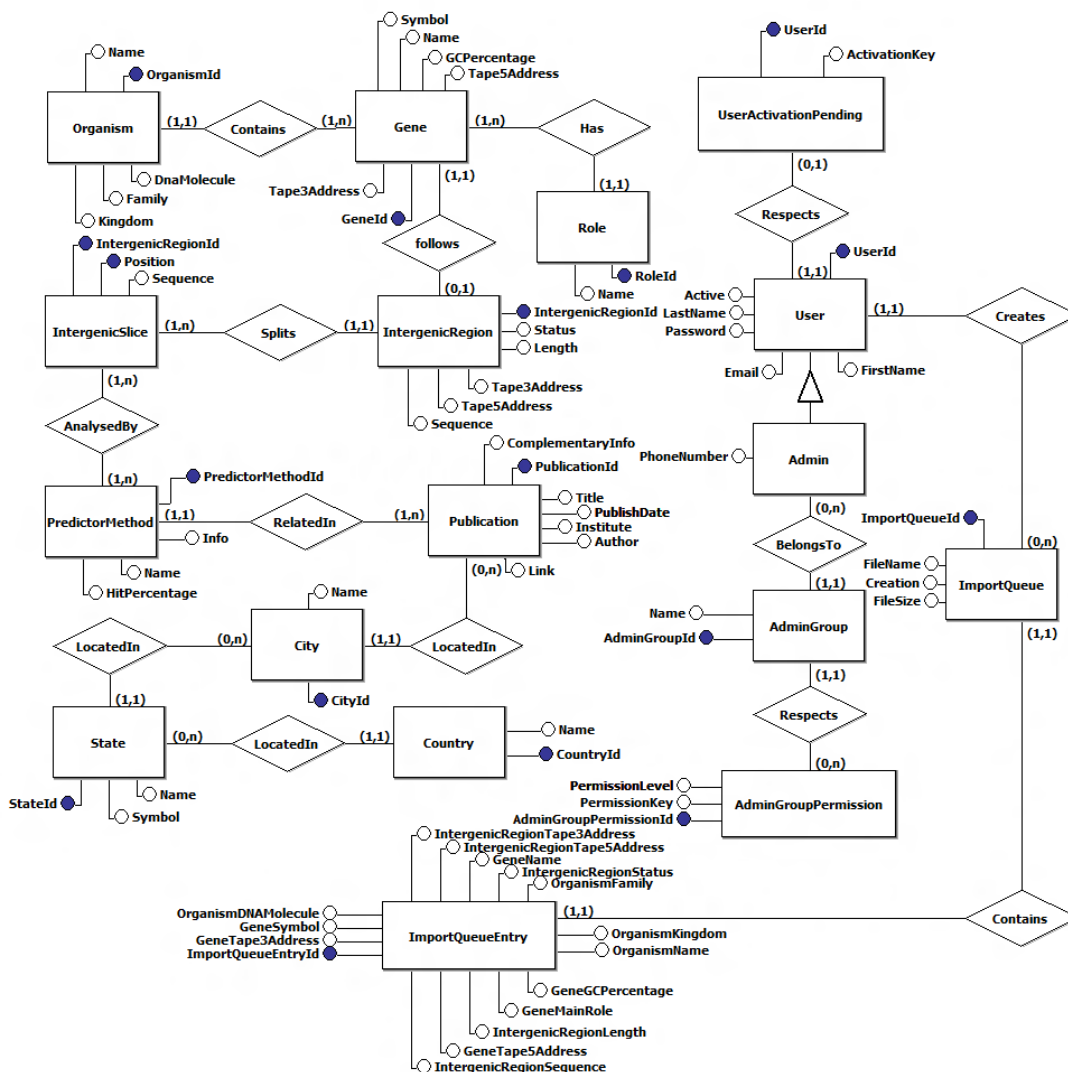 Symbol
Name
GCPercentage
Tape5Address
Name
OrganismId
UserId
ActivationKey
Organism
(1,1)
Contains
(1,n)
Gene
(1,n)
Has
UserActivationPending
DnaMolecule
Family
Kingdom
Tape3Address
GeneId
(1,1)
(1,1)
(0,1)
follows
Role
Respects
IntergenicRegionId
Position
Sequence
(0,1)
Name
RoleId
(1,1)
UserId
IntergenicSlice
(1,n)
Splits
(1,1)
IntergenicRegion
IntergenicRegionId
Status
Length
Active
LastName
Password
User
(1,1)
Creates
(1,n)
Tape3Address
Tape5Address
Sequence
Email
FirstName
AnalysedBy
ComplementaryInfo
PublicationId
PhoneNumber
Admin
(1,n)
PredictorMethodId
PredictorMethod
(1,1)
RelatedIn
(1,n)
Publication
Title
PublishDate
Institute
Author
(0,n)
ImportQueueId
Info
Name
HitPercentage
(0,n)
Link
BelongsTo
(0,n)
FileName
Creation
FileSize
ImportQueue
Name
(1,1)
Name
AdminGroupId
AdminGroup
(1,1)
LocatedIn
(0,n)
City
(1,1)
LocatedIn
(1,1)
CityId
(1,1)
State
(0,n)
LocatedIn
(1,1)
Country
Name
CountryId
Respects
StateId
Name
Symbol
(0,n)
PermissionLevel
PermissionKey
AdminGroupPermissionId
AdminGroupPermission
IntergenicRegionTape3Address
IntergenicRegionTape5Address
GeneName
IntergenicRegionStatus
OrganismFamily
OrganismDNAMolecule
GeneSymbol
GeneTape3Address
ImportQueueEntryId
ImportQueueEntry
(1,1)
Contains
OrganismKingdom
OrganismName
GeneGCPercentage
GeneMainRole
IntergenicRegionLength
GeneTape5Address
IntergenicRegionSequence